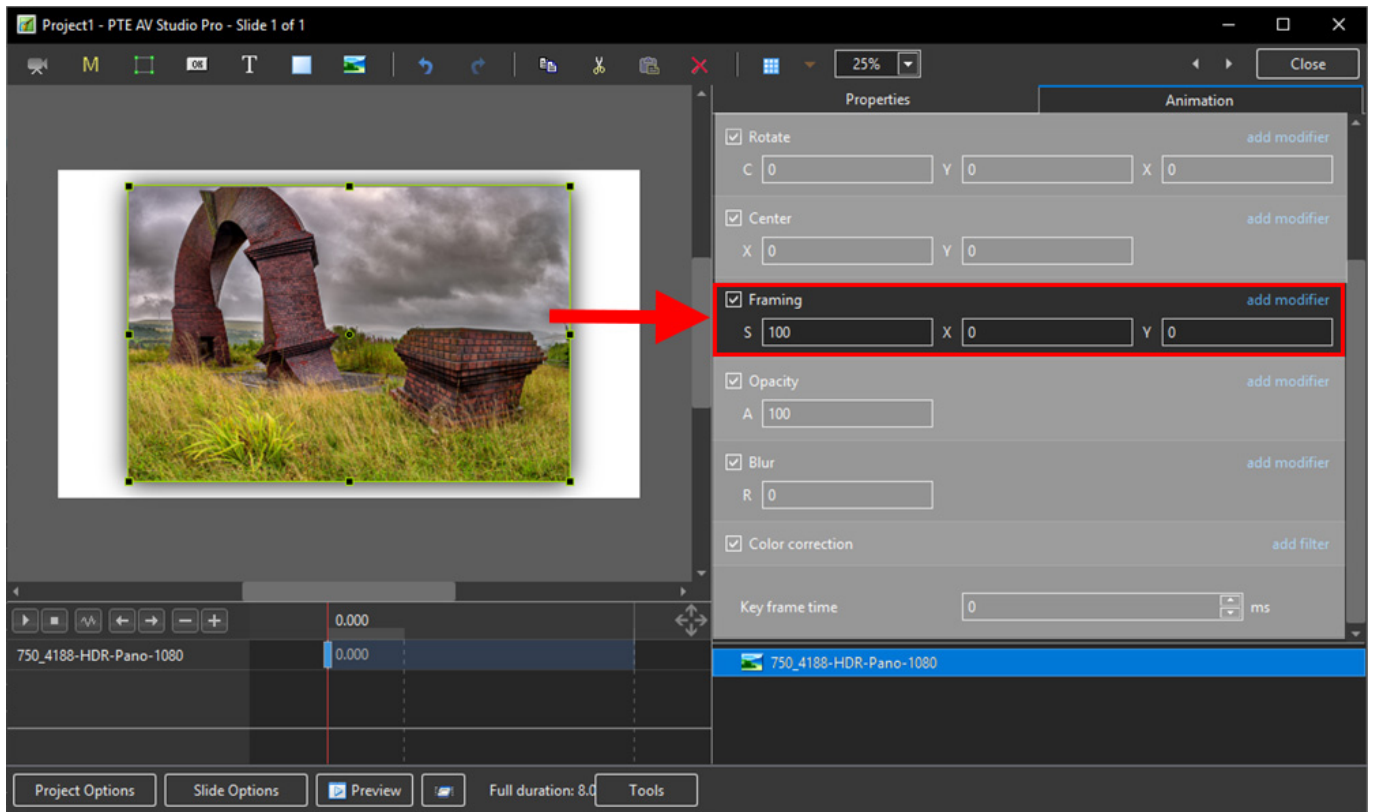 Project1 - PTE AV Studio Pro - Slide 1 of 1
M OK T 25% Close
Properties Animation
Rotate add modifier
C 0 Y 0 X 0
Center add modifier
X 0 Y 0
Framing add modifier
S 100 X 0 Y 0
Opacity add modifier
A 100
Blur add modifier
R 0
Color correction add filter
Key frame time 0 ms
0.000
750_4188-HDR-Pano-1080 0.000
750_4188-HDR-Pano-1080
Project Options Slide Options Preview Full duration: 8.0 Tools